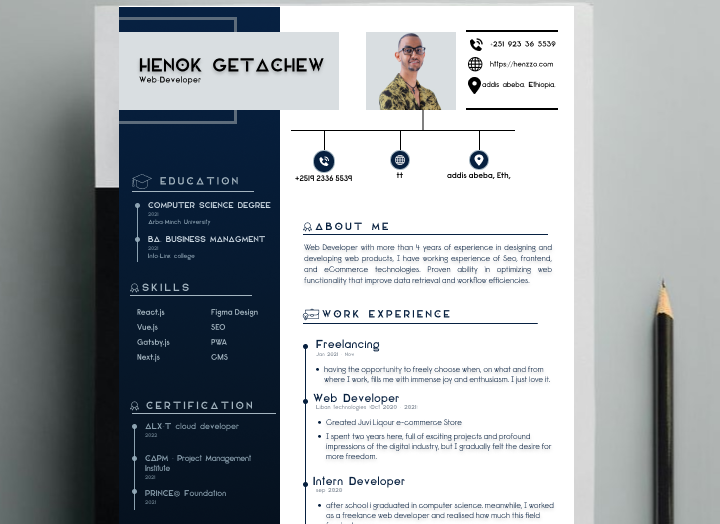 HENOK GETACHEW
Web Developer
-251 923 36 5539
https://henzzo.com
addis abeba, Ethiopia
+2519 2336 5539
tt
addis abeba, Eth,
EDUCATION
COMPUTER SCIENCE DEGREE
2021
Arba Minch University
BA. BUSINESS MANAGMENT
2021
Info Link college
SKILLS
React.js Figma Design
Vue.js SEO
Gatsby.js PWA
Next.js CMS
CERTIFICATION
ALX-T cloud developer
2022
CAPM - Project Management
Institute
2021
PRINCE@ Foundation
2021
ABOUT ME
Web Developer with more than 4 years of experience in designing and
developing web products, I have working experience of Seo, frontend,
and eCommerce technologies. Proven ability in optimizing web
functionality that improve data retrieval and workflow efficiencies.
WORK EXPERIENCE
Freelancing
Jan 2021 - Nov
having the opportunity to freely choose when, on what and from
where I work, fills me with immense joy and enthusiasm. I just love it.
Web Developer
Liban technologies Oct 2020 - 2021
Created Juvi Liqour e-commerce Store
I spent two years here, full of exciting projects and profound
impressions of the digital industry, but I gradually felt the desire for
more freedom.
Intern Developer
sep 2020
after school i graduated in computer science. meanwhile, I worked
as a freelance web developer and realised how much this field